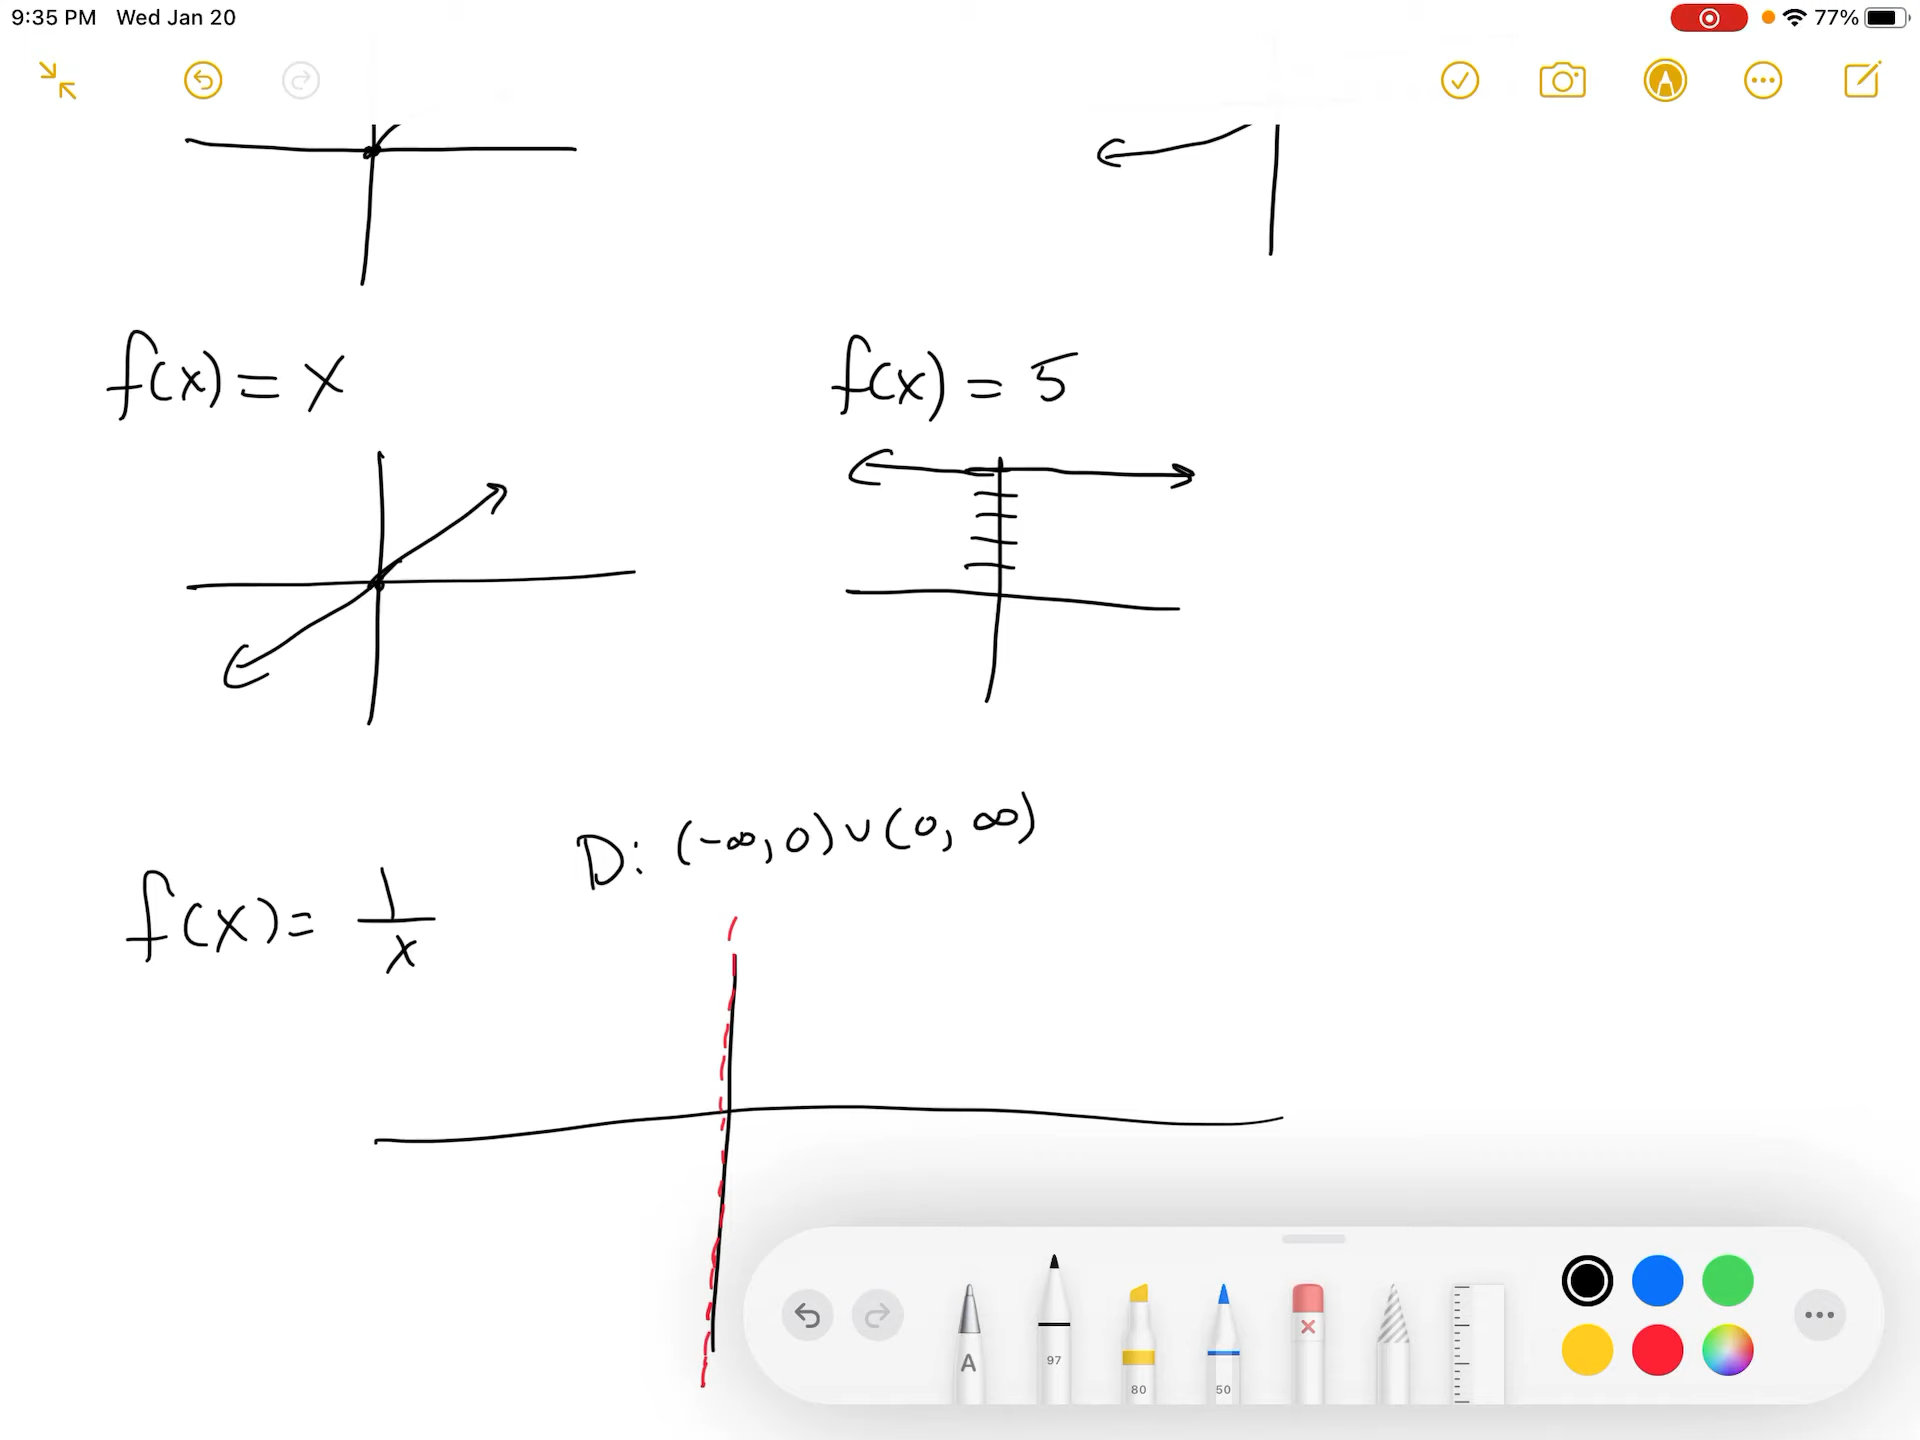 9:35 PM Wed Jan 20 77%
f(x) = x
f(x) = 5
D: (-∞, 0) ∪ (0, ∞)
f(x) = 1/x
A 97 80 50